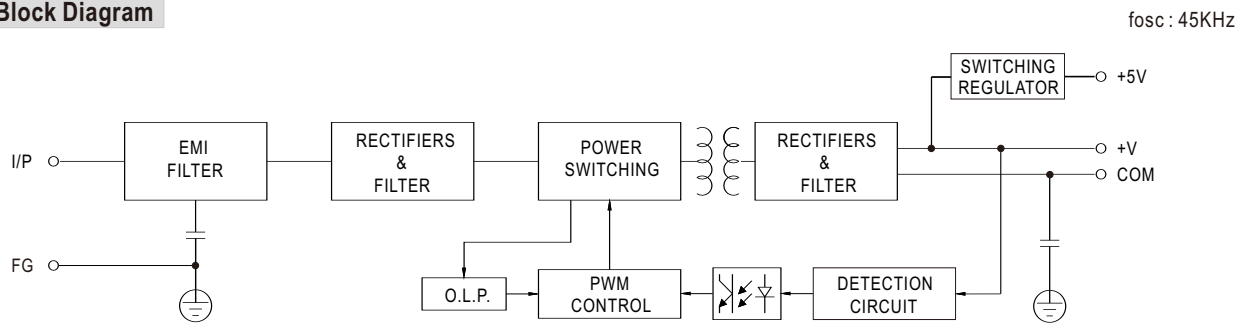 Block Diagram
fosc : 45KHz
SWITCHING
REGULATOR
+5V
I/P
EMI
FILTER
RECTIFIERS
&
FILTER
POWER
SWITCHING
RECTIFIERS
&
FILTER
+V
COM
FG
O.L.P.
PWM
CONTROL
DETECTION
CIRCUIT